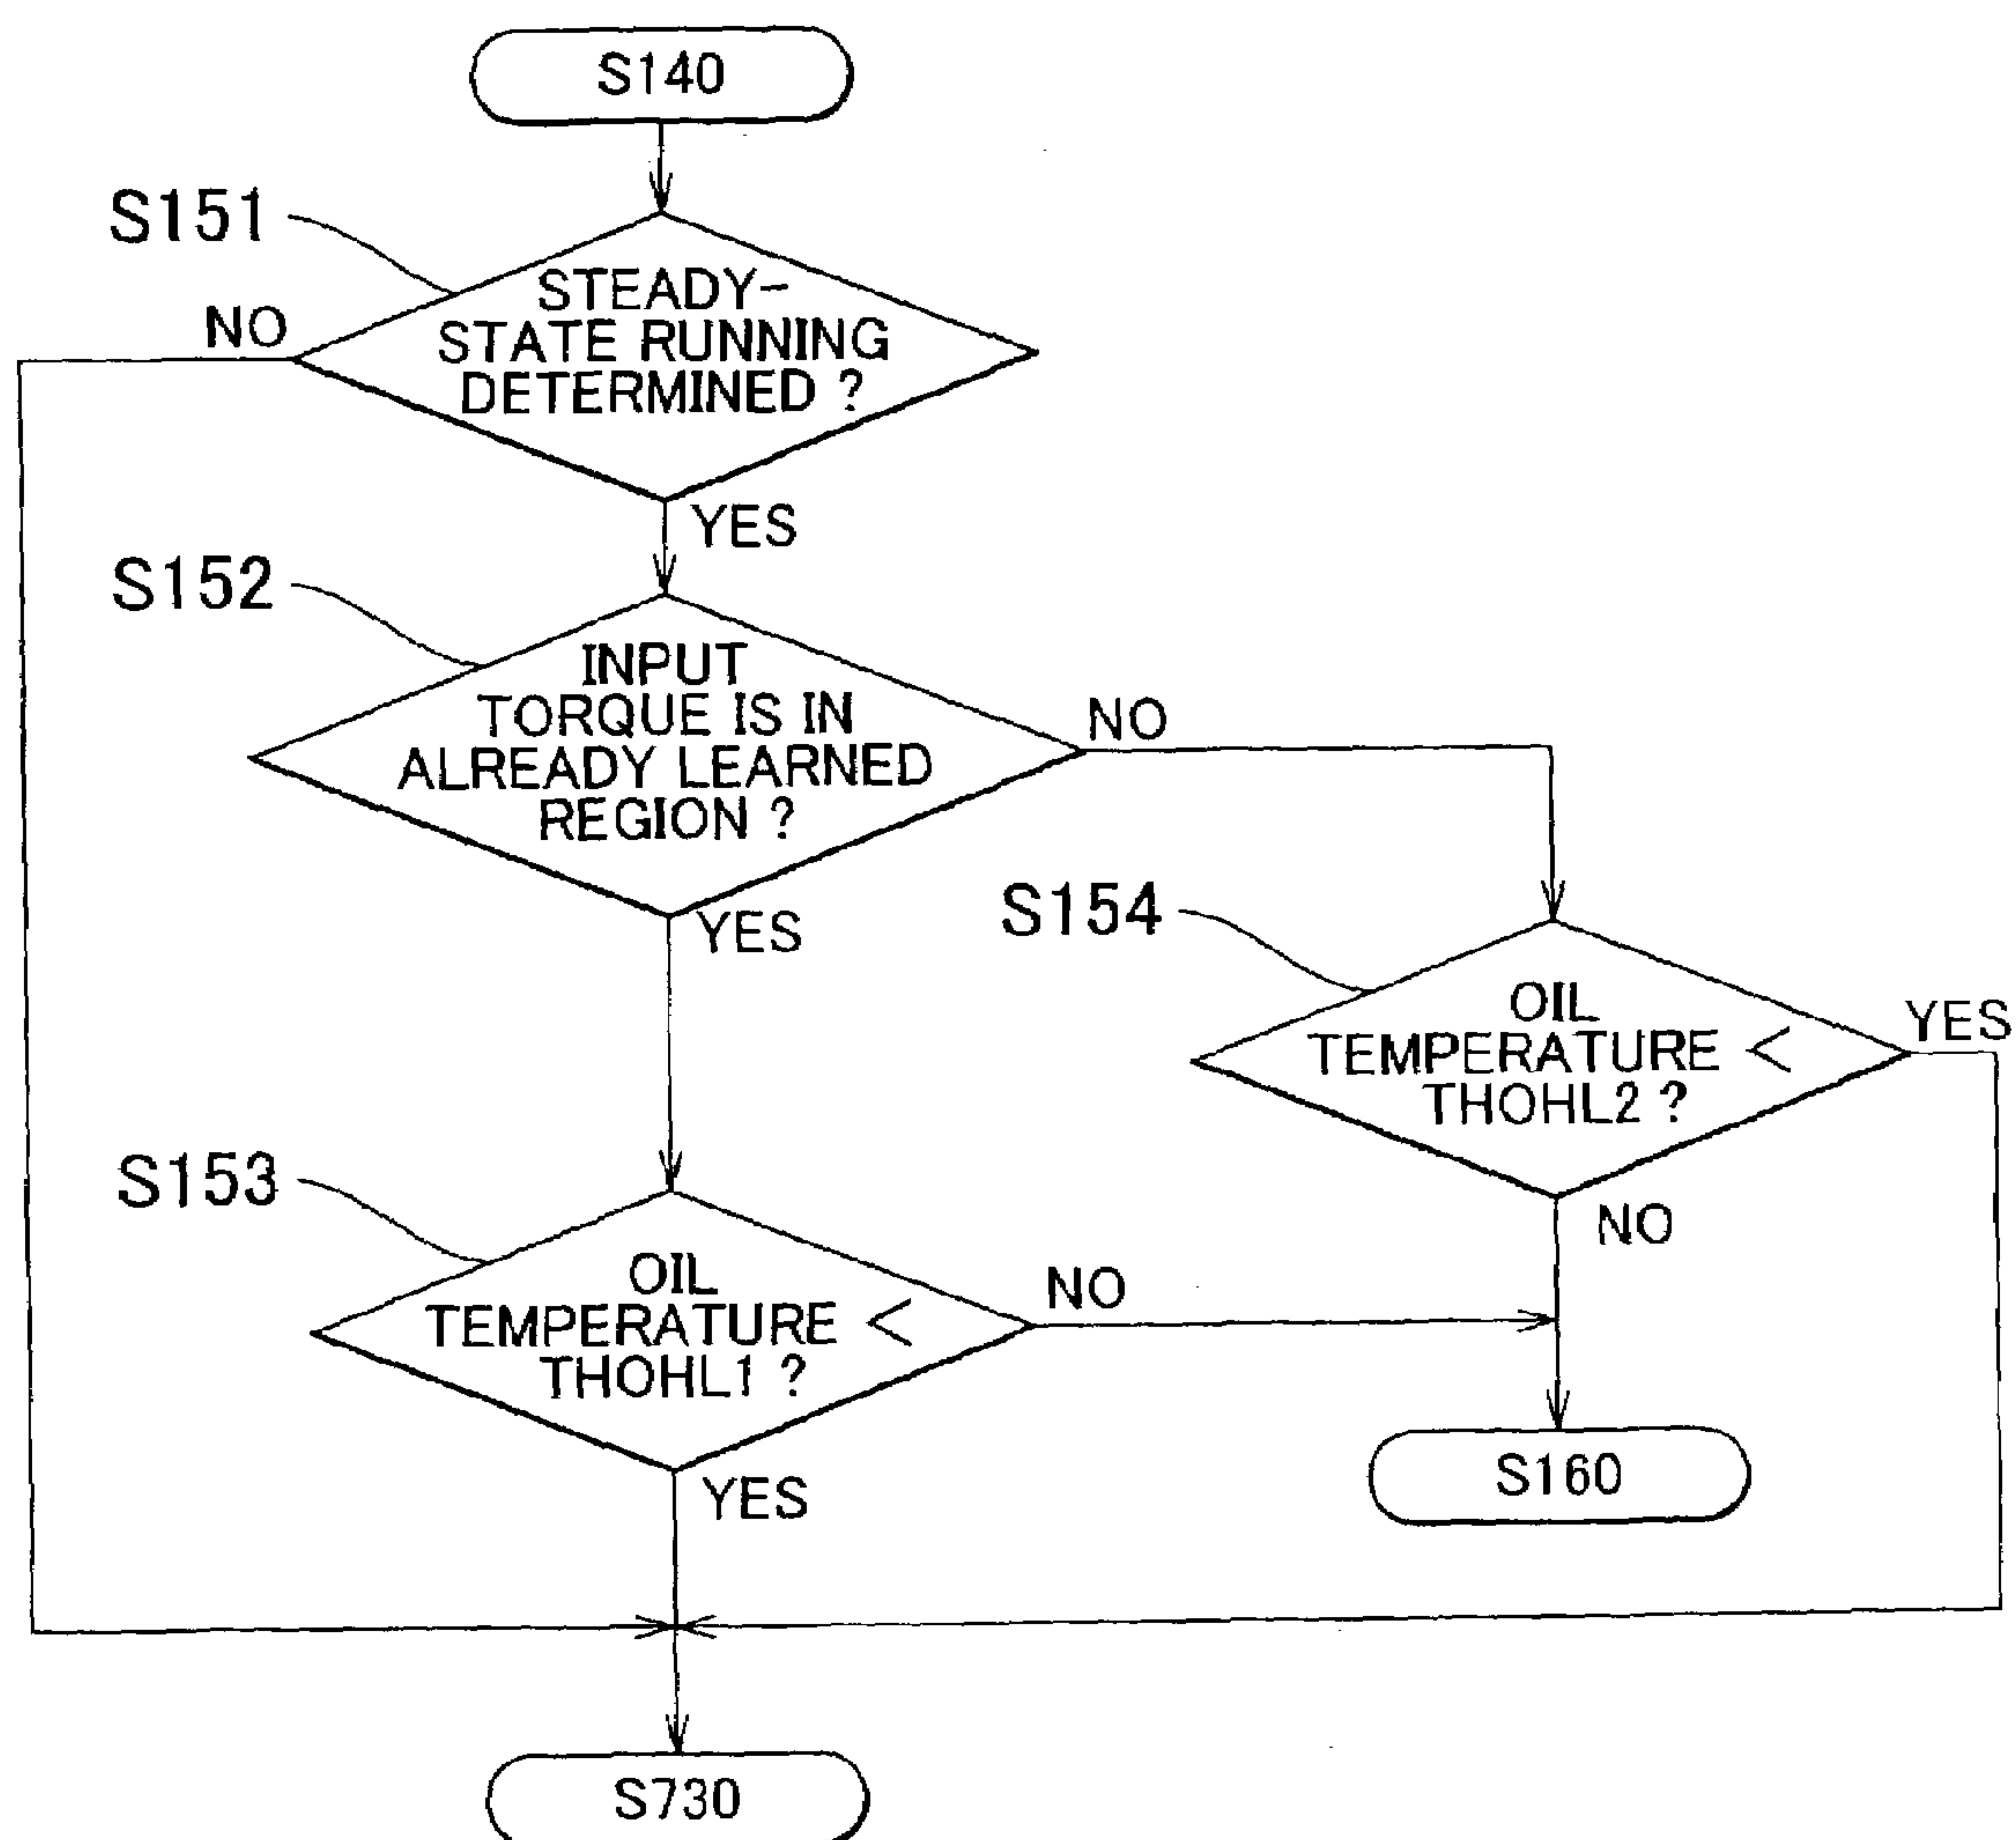 S140
S151
NO
STEADY-
STATE RUNNING
DETERMINED ?
YES
S152
INPUT
TORQUE IS IN
ALREADY LEARNED
REGION ?
NO
YES
S154
OIL
TEMPERATURE <
THOHL2 ?
YES
NO
S153
OIL
TEMPERATURE <
THOHL1 ?
NO
YES
S160
S730